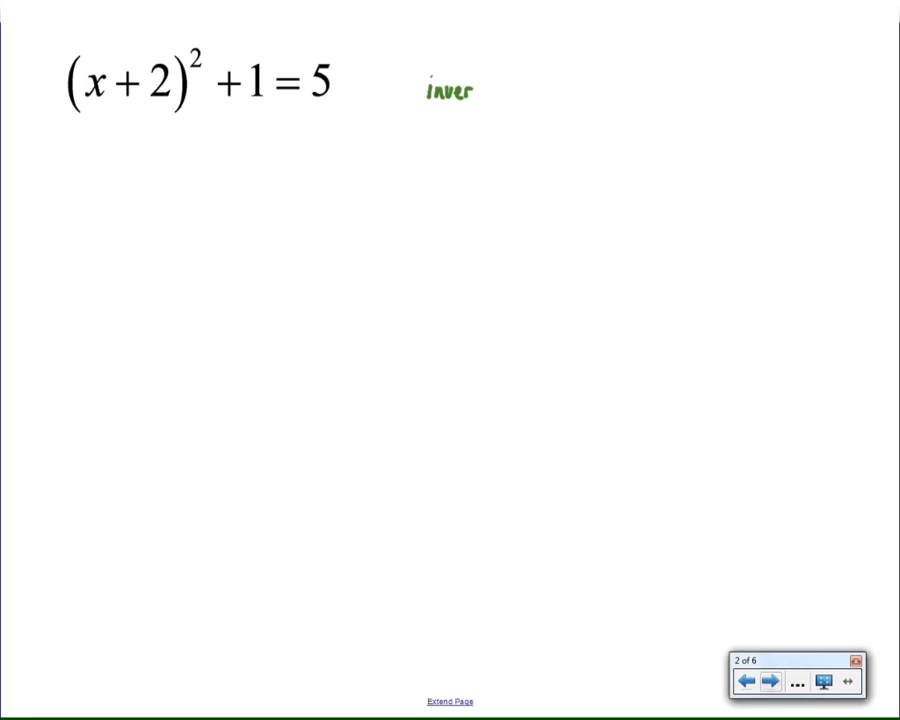 (x + 2)² + 1 = 5
inver
2 of 6
...
Extend Page